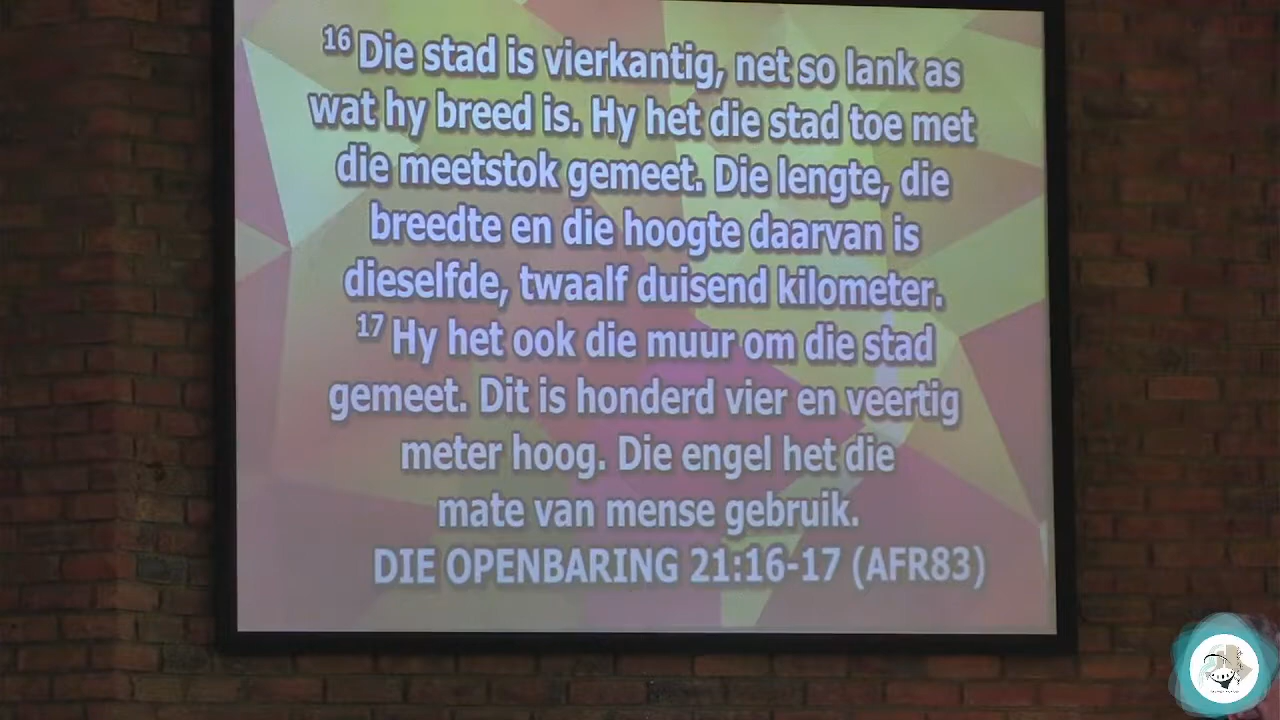 16 Die stad is vierkantig, net so lank as
wat hy breed is. Hy het die stad toe met
die meetstok gemeet. Die lengte, die
breedte en die hoogte daarvan is
dieselfde, twaalf duisend kilometer.
17 Hy het ook die muur om die stad
gemeet. Dit is honderd vier en veertig
meter hoog. Die engel het die
mate van mense gebruik.
DIE OPENBARING 21:16-17 (AFR83)